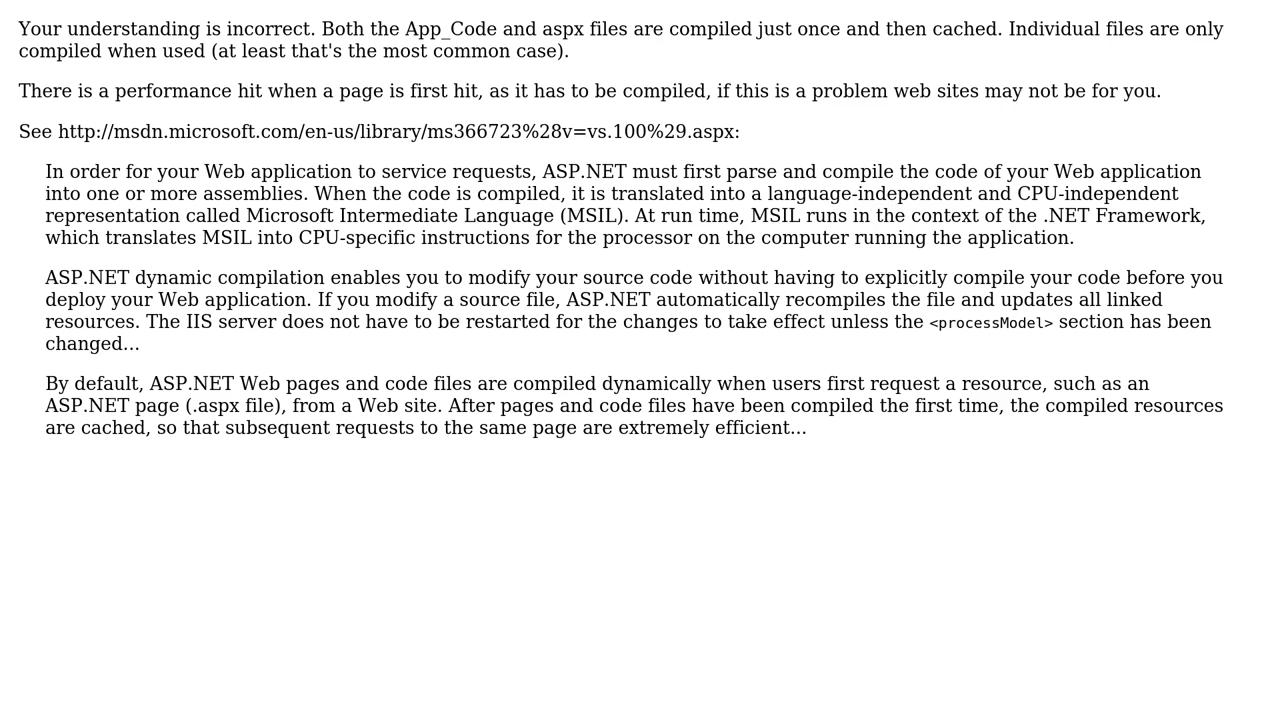 Your understanding is incorrect. Both the App_Code and aspx files are compiled just once and then cached. Individual files are only
compiled when used (at least that's the most common case).
There is a performance hit when a page is first hit, as it has to be compiled, if this is a problem web sites may not be for you.
See http://msdn.microsoft.com/en-us/library/ms366723%28v=vs.100%29.aspx:
In order for your Web application to service requests, ASP.NET must first parse and compile the code of your Web application
into one or more assemblies. When the code is compiled, it is translated into a language-independent and CPU-independent
representation called Microsoft Intermediate Language (MSIL). At run time, MSIL runs in the context of the .NET Framework,
which translates MSIL into CPU-specific instructions for the processor on the computer running the application.
ASP.NET dynamic compilation enables you to modify your source code without having to explicitly compile your code before you
deploy your Web application. If you modify a source file, ASP.NET automatically recompiles the file and updates all linked
resources. The IIS server does not have to be restarted for the changes to take effect unless the <processModel> section has been
changed...
By default, ASP.NET Web pages and code files are compiled dynamically when users first request a resource, such as an
ASP.NET page (.aspx file), from a Web site. After pages and code files have been compiled the first time, the compiled resources
are cached, so that subsequent requests to the same page are extremely efficient...